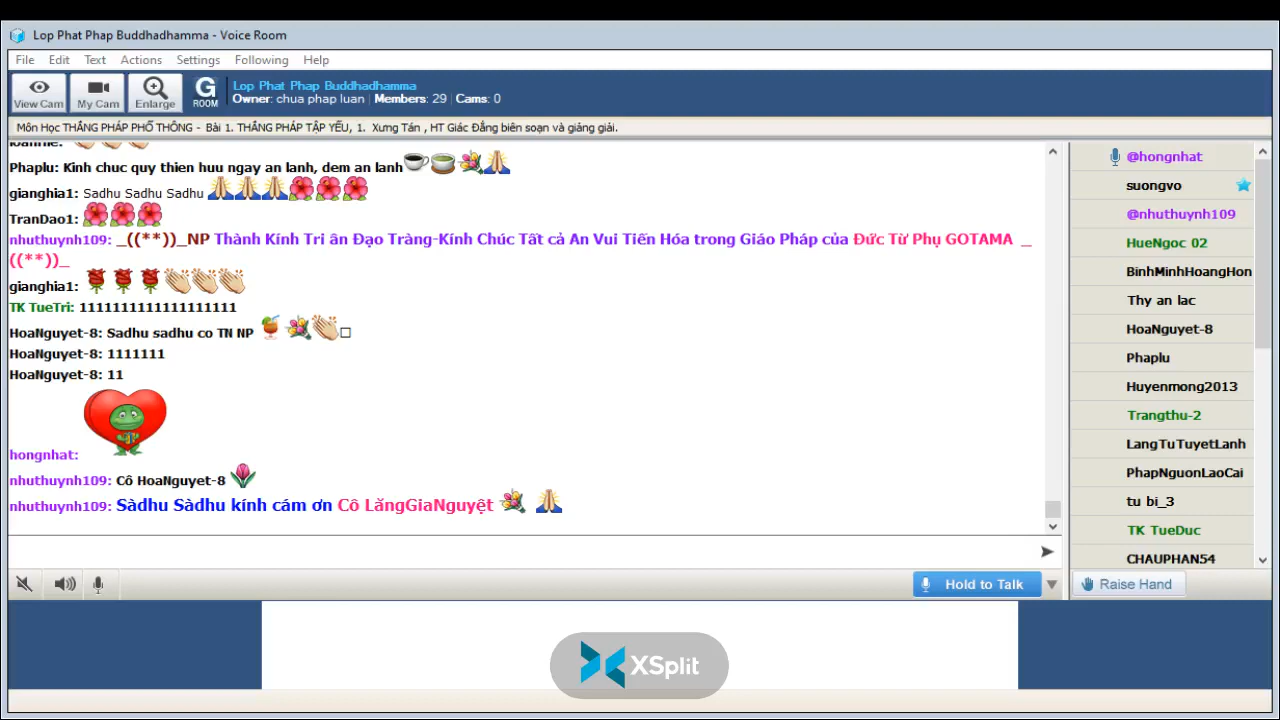 Lop Phat Phap Buddhadhamma - Voice Room
File Edit Text Actions Settings Following Help
View Cam My Cam Enlarge G ROOM
Lop Phat Phap Buddhadhamma
Owner: chua phap luan | Members: 29 | Cams: 0
Môn Học THẮNG PHÁP PHỔ THÔNG - Bài 1. THẮNG PHÁP TẬP YẾU, 1. Xưng Tán , HT Giác Đẳng biên soạn và giảng giải.
Phaplu: Kinh chuc quy thien huu ngay an lanh, dem an lanh
gianghia1: Sadhu Sadhu Sadhu
TranDao1:
nhuthuynh109: _((**))_NP Thành Kính Tri ân Đạo Tràng-Kính Chúc Tất cả An Vui Tiến Hóa trong Giáo Pháp của Đức Từ Phụ GOTAMA _
((**))_
gianghia1:
TK TueTri: 1111111111111111111
HoaNguyet-8: Sadhu sadhu co TN NP
HoaNguyet-8: 1111111
HoaNguyet-8: 11
hongnhat:
nhuthuynh109: Cô HoaNguyet-8
nhuthuynh109: Sàdhu Sàdhu kính cám ơn Cô LăngGiaNguyệt
Hold to Talk
@hongnhat
suongvo
@nhuthuynh109
HueNgoc 02
BinhMinhHoangHon
Thy an lac
HoaNguyet-8
Phaplu
Huyenmong2013
Trangthu-2
LangTuTuyetLanh
PhapNguonLaoCai
tu bi_3
TK TueDuc
CHAUPHAN54
Raise Hand
XSplit